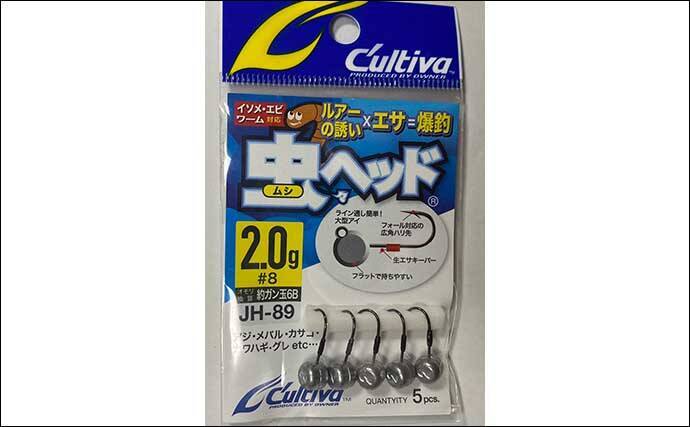 C'ultiva
PRODUCED BY OWNER
イソメ・エビ
ワーム対応
ルアー
の誘い×エサ=爆釣
虫ヘッド®
ムシ
ライン通し簡単!
大型アイ
フォール対応の
広角ハリ先
生エサキーパー
フラットで持ちやすい
2.0g
#8
オモリ
換算 約ガン玉6B
JH-89
アジ・メバル・カサゴ・
ワハギ・グレ etc…
C'ultiva™
PRODUCED BY OWNER
QUANTYITY 5 pcs.